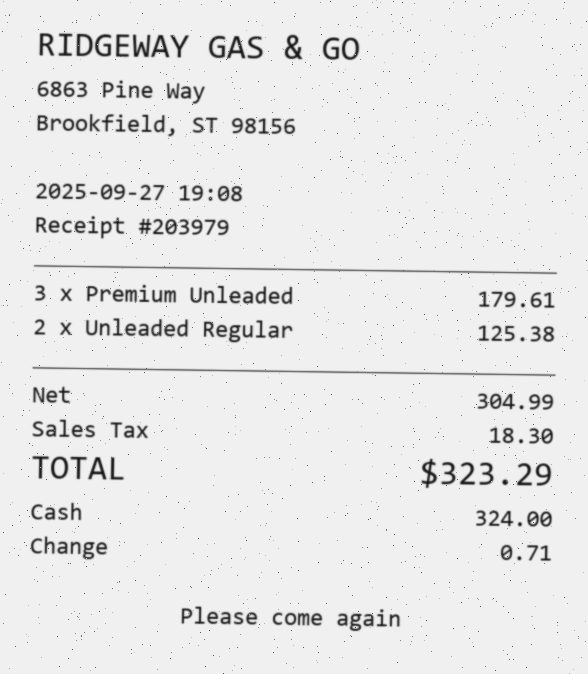 RIDGEWAY GAS & GO
6863 Pine Way
Brookfield, ST 98156
2025-09-27 19:08
Receipt #203979
3 x Premium Unleaded 179.61
2 x Unleaded Regular 125.38
Net 304.99
Sales Tax 18.30
TOTAL $323.29
Cash 324.00
Change 0.71
Please come again